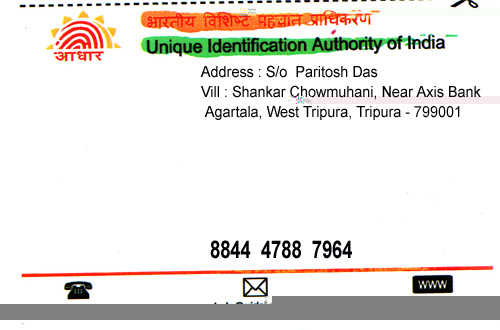 भारतीय विशिष्ट पहचान प्राधिकरण
आधार
Unique Identification Authority of India
Address : S/o Paritosh Das
Vill : Shankar Chowmuhani, Near Axis Bank
Agartala, West Tripura, Tripura - 799001
8844 4788 7964
WWW